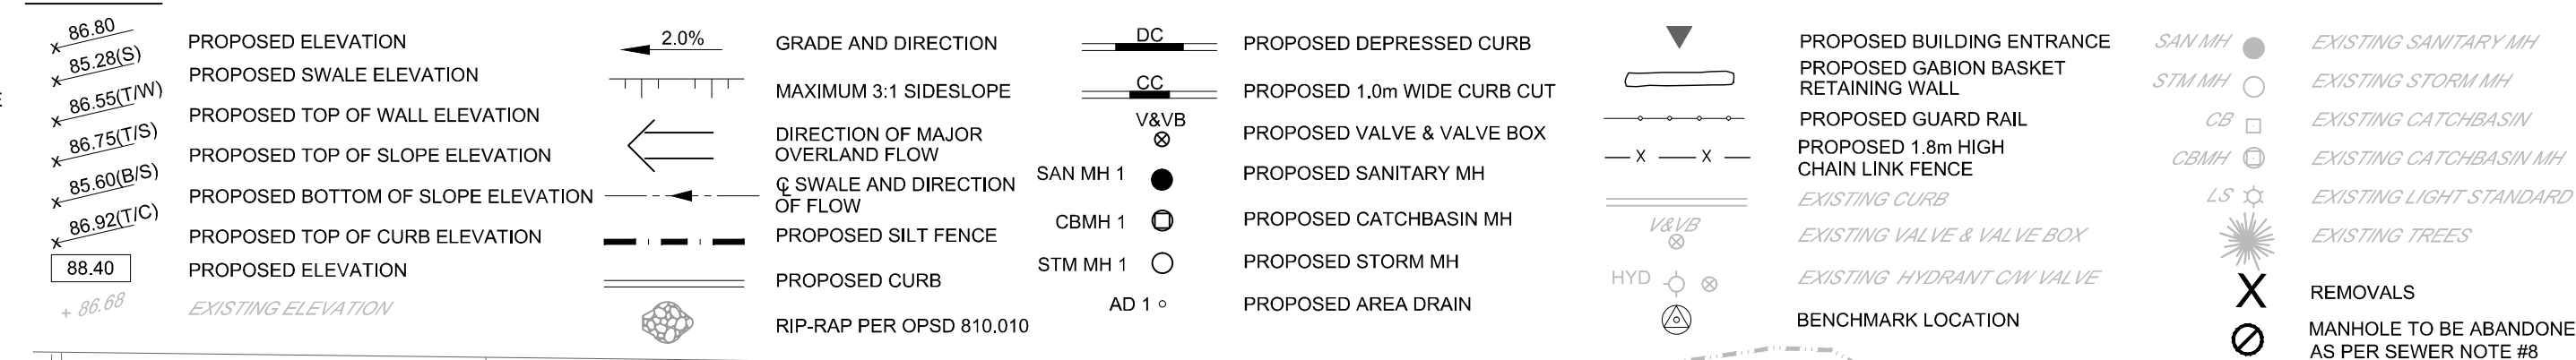 86.80 PROPOSED ELEVATION
85.28(S) PROPOSED SWALE ELEVATION
86.55(T/W) PROPOSED TOP OF WALL ELEVATION
86.75(T/S) PROPOSED TOP OF SLOPE ELEVATION
85.60(B/S) PROPOSED BOTTOM OF SLOPE ELEVATION
86.92(T/C) PROPOSED TOP OF CURB ELEVATION
88.40 PROPOSED ELEVATION
+ 86.68 EXISTING ELEVATION
2.0% GRADE AND DIRECTION
MAXIMUM 3:1 SIDESLOPE
DIRECTION OF MAJOR
OVERLAND FLOW
℄ SWALE AND DIRECTION
OF FLOW
PROPOSED SILT FENCE
PROPOSED CURB
RIP-RAP PER OPSD 810.010
DC PROPOSED DEPRESSED CURB
CC PROPOSED 1.0m WIDE CURB CUT
V&VB PROPOSED VALVE & VALVE BOX
SAN MH 1 PROPOSED SANITARY MH
CBMH 1 PROPOSED CATCHBASIN MH
STM MH 1 PROPOSED STORM MH
AD 1 PROPOSED AREA DRAIN
PROPOSED BUILDING ENTRANCE
PROPOSED GABION BASKET
RETAINING WALL
PROPOSED GUARD RAIL
X X PROPOSED 1.8m HIGH
CHAIN LINK FENCE
EXISTING CURB
V&VB EXISTING VALVE & VALVE BOX
HYD EXISTING HYDRANT C/W VALVE
BENCHMARK LOCATION
SAN MH EXISTING SANITARY MH
STM MH EXISTING STORM MH
CB EXISTING CATCHBASIN
CBMH EXISTING CATCHBASIN MH
LS EXISTING LIGHT STANDARD
EXISTING TREES
X REMOVALS
MANHOLE TO BE ABANDONE
AS PER SEWER NOTE #8